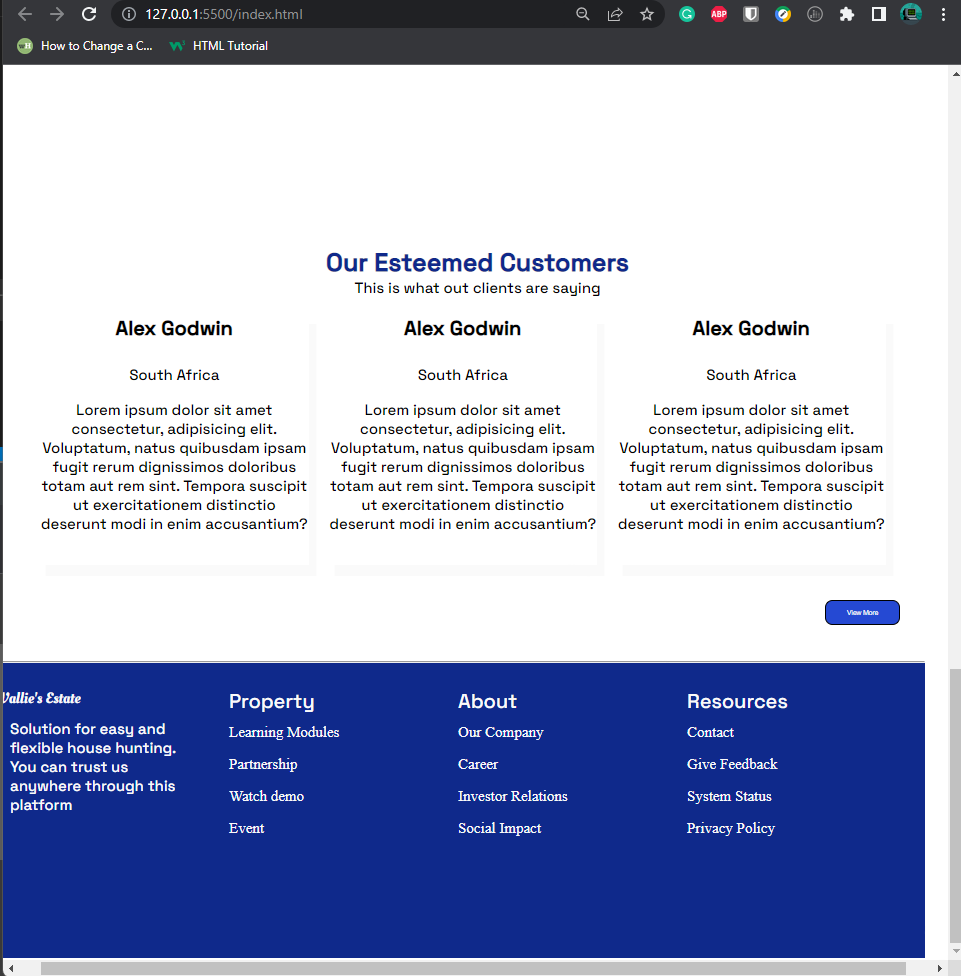 127.0.0.1:5500/index.html
ABP
How to Change a C...
HTML Tutorial
Our Esteemed Customers
This is what out clients are saying
Alex Godwin
South Africa
Lorem ipsum dolor sit amet
consectetur, adipisicing elit.
Voluptatum, natus quibusdam ipsam
fugit rerum dignissimos doloribus
totam aut rem sint. Tempora suscipit
ut exercitationem distinctio
deserunt modi in enim accusantium?
Alex Godwin
South Africa
Lorem ipsum dolor sit amet
consectetur, adipisicing elit.
Voluptatum, natus quibusdam ipsam
fugit rerum dignissimos doloribus
totam aut rem sint. Tempora suscipit
ut exercitationem distinctio
deserunt modi in enim accusantium?
Alex Godwin
South Africa
Lorem ipsum dolor sit amet
consectetur, adipisicing elit.
Voluptatum, natus quibusdam ipsam
fugit rerum dignissimos doloribus
totam aut rem sint. Tempora suscipit
ut exercitationem distinctio
deserunt modi in enim accusantium?
View More
Vallie's Estate
Solution for easy and
flexible house hunting.
You can trust us
anywhere through this
platform
Property
Learning Modules
Partnership
Watch demo
Event
About
Our Company
Career
Investor Relations
Social Impact
Resources
Contact
Give Feedback
System Status
Privacy Policy